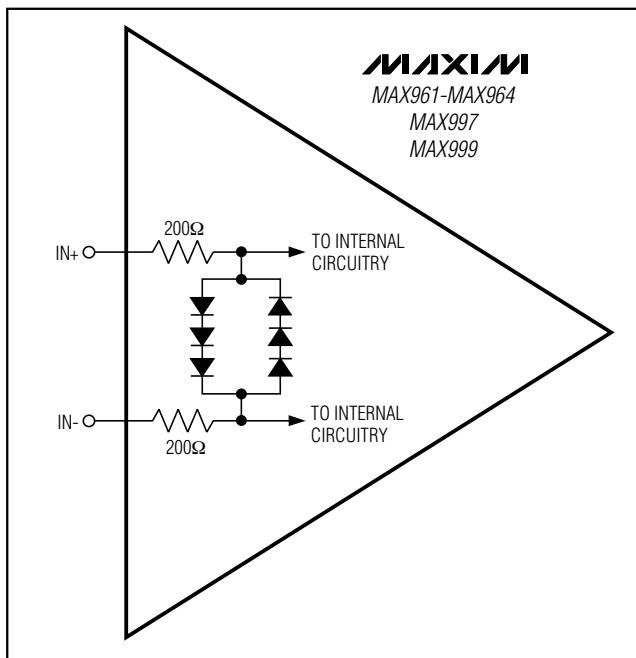 MAXIM
MAX961-MAX964
MAX997
MAX999
200Ω
IN+
TO INTERNAL
CIRCUITRY
IN-
TO INTERNAL
CIRCUITRY
200Ω